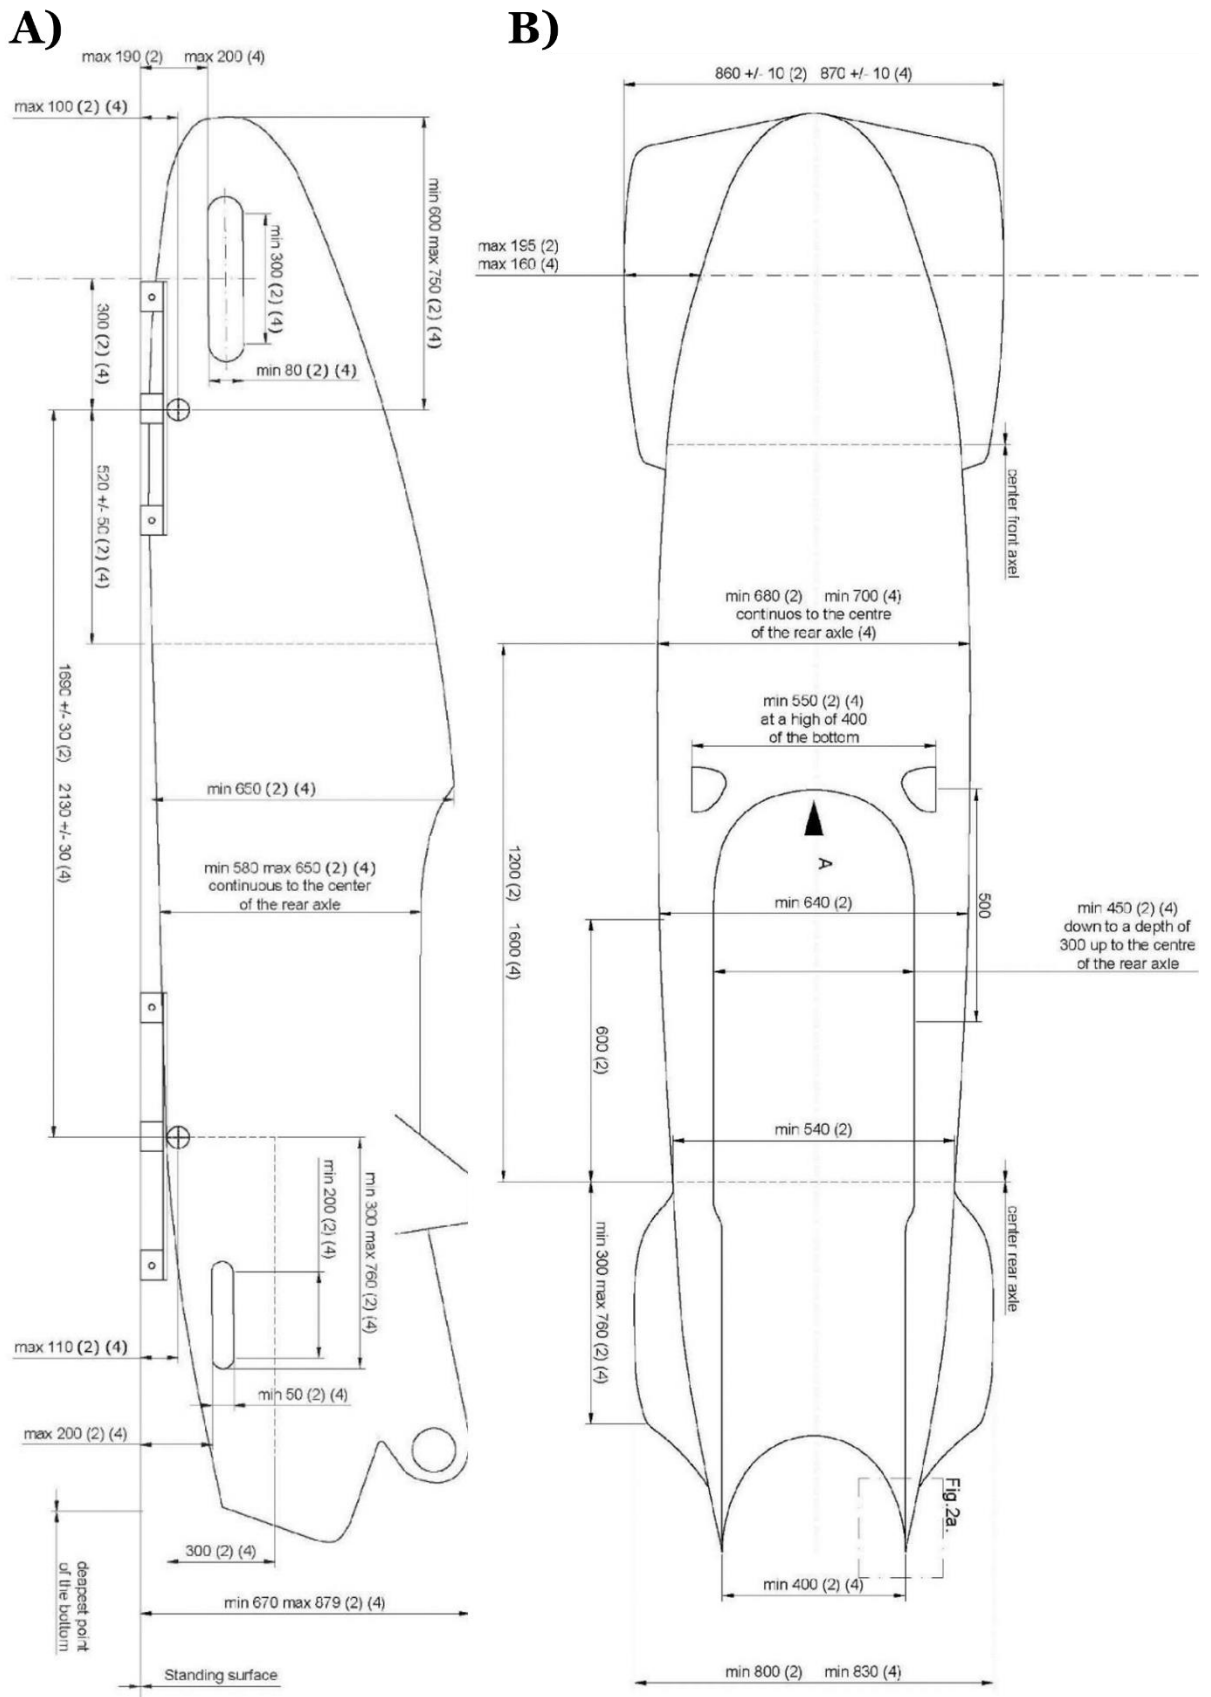 A)
max 190 (2) max 200 (4)
max 100 (2) (4)
min 600 max 750 (2) (4)
min 300 (2) (4)
300 (2) (4)
min 80 (2) (4)
520 +/- 50 (2) (4)
1690 +/- 30 (2) 2130 +/- 30 (4)
min 650 (2) (4)
min 580 max 650 (2) (4)
continuous to the center
of the rear axle
min 200 (2) (4)
min 300 max 760 (2) (4)
max 110 (2) (4)
min 50 (2) (4)
max 200 (2) (4)
300 (2) (4)
deapest point
of the bottom
min 670 max 879 (2) (4)
Standing surface
B)
860 +/- 10 (2) 870 +/- 10 (4)
max 195 (2)
max 160 (4)
center front axel
min 680 (2) min 700 (4)
continuos to the centre
of the rear axle (4)
min 550 (2) (4)
at a high of 400
of the bottom
A
1200 (2) 1600 (4)
min 640 (2)
500
min 450 (2) (4)
down to a depth of
300 up to the centre
of the rear axle
600 (2)
min 540 (2)
center rear axle
min 300 max 760 (2) (4)
Fig.2a.
min 400 (2) (4)
min 800 (2) min 830 (4)